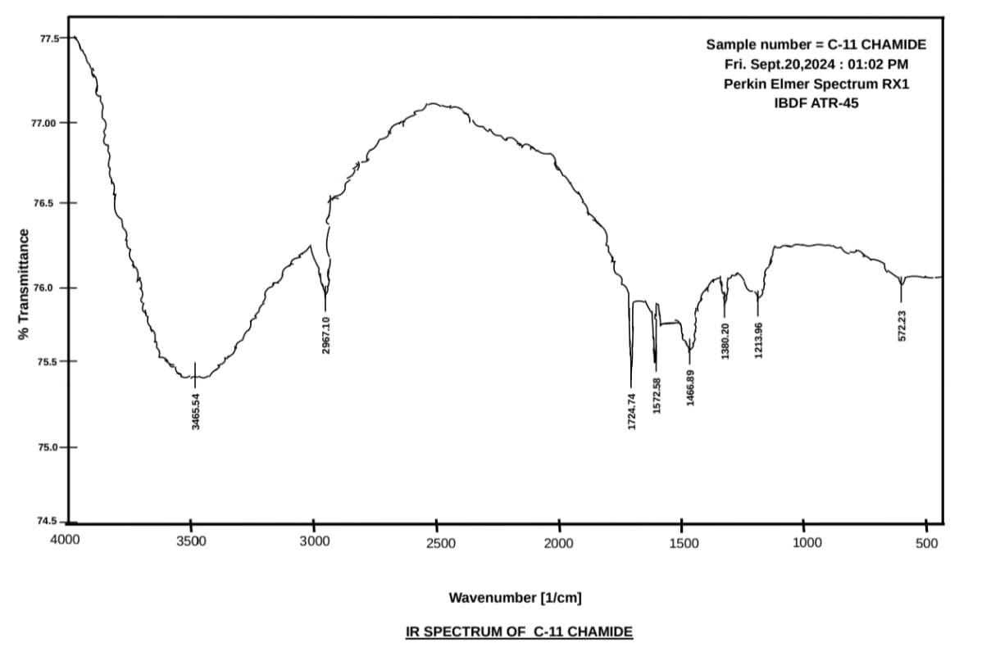 Sample number = C-11 CHAMIDE
Fri. Sept.20,2024 : 01:02 PM
Perkin Elmer Spectrum RX1
IBDF ATR-45
77.5
77.00
76.5
76.0
75.5
75.0
74.5
% Transmittance
3465.54
2967.10
1724.74
1572.58
1466.89
1380.20
1213.96
572.23
4000 3500 3000 2500 2000 1500 1000 500
Wavenumber [1/cm]
IR SPECTRUM OF C-11 CHAMIDE